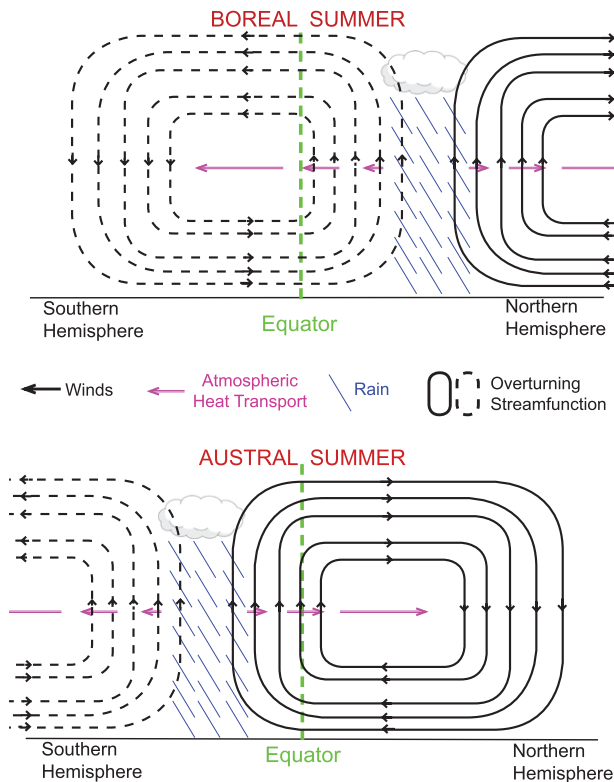 BOREAL SUMMER
Southern
Hemisphere
Equator
Northern
Hemisphere
Winds
Atmospheric
Heat Transport
Rain
Overturning
Streamfunction
AUSTRAL SUMMER
Southern
Hemisphere
Equator
Northern
Hemisphere